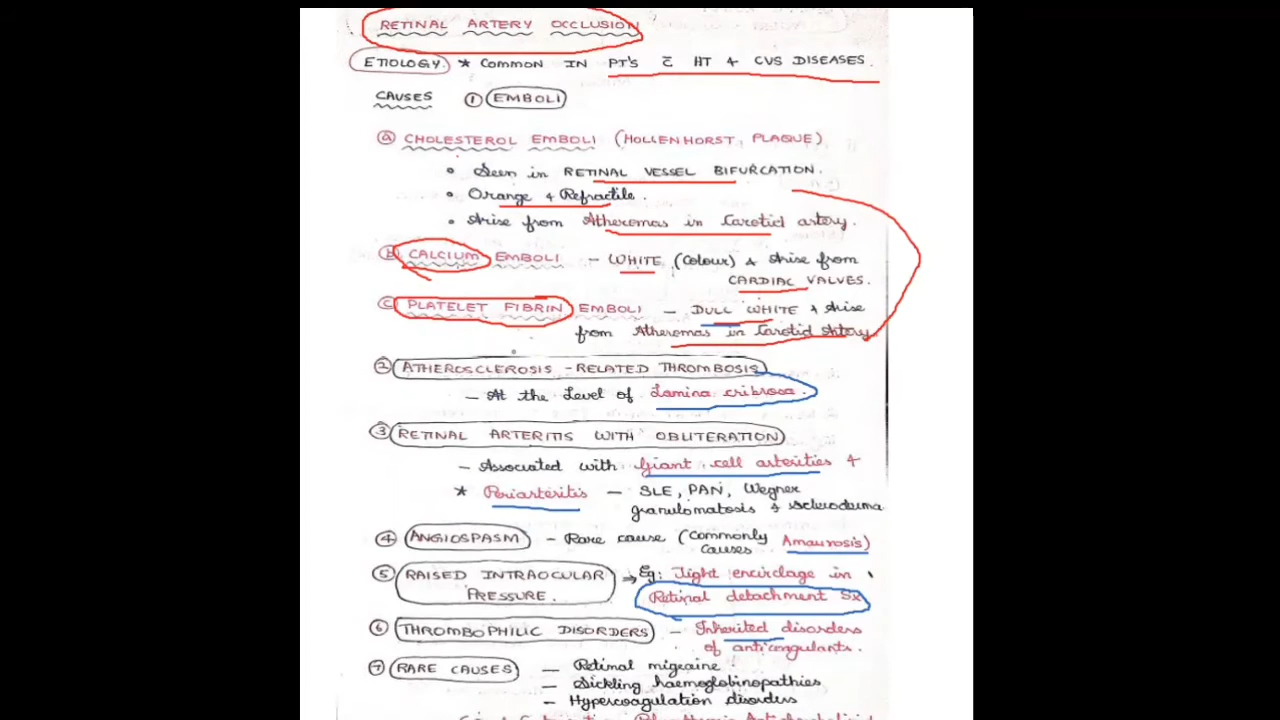 RETINAL ARTERY OCCLUSION
ETIOLOGY. * COMMON IN PT'S c̄ HT & CVS DISEASES.
CAUSES ① EMBOLI
ⓐ CHOLESTEROL EMBOLI (HOLLENHORST PLAQUE)
• Seen in RETINAL VESSEL BIFURCATION.
• Orange & Refractile.
• Arise from Atheromas in Carotid artery.
ⓑ CALCIUM EMBOLI – WHITE (Colour) & Arise from
CARDIAC VALVES.
ⓒ PLATELET FIBRIN EMBOLI – DULL WHITE & Arise
from Atheromas in Carotid Artery.
② ATHEROSCLEROSIS - RELATED THROMBOSIS
– At the Level of Lamina cribrosa.
③ RETINAL ARTERITIS WITH OBLITERATION
– Associated with Giant cell arterities &
* Periarteritis – SLE, PAN, Wegner
granulomatosis & Scleroderma
④ ANGIOSPASM – Rare cause (Commonly
causes Amaurosis)
⑤ RAISED INTRAOCULAR PRESSURE. → Eg: Tight encirclage in
Retinal detachment Sx
⑥ THROMBOPHILIC DISORDERS – Inherited disorders
of anticongulants.
⑦ RARE CAUSES – Retinal migraine
– Sickling haemoglobinopathies
– Hypercoagulation disorders